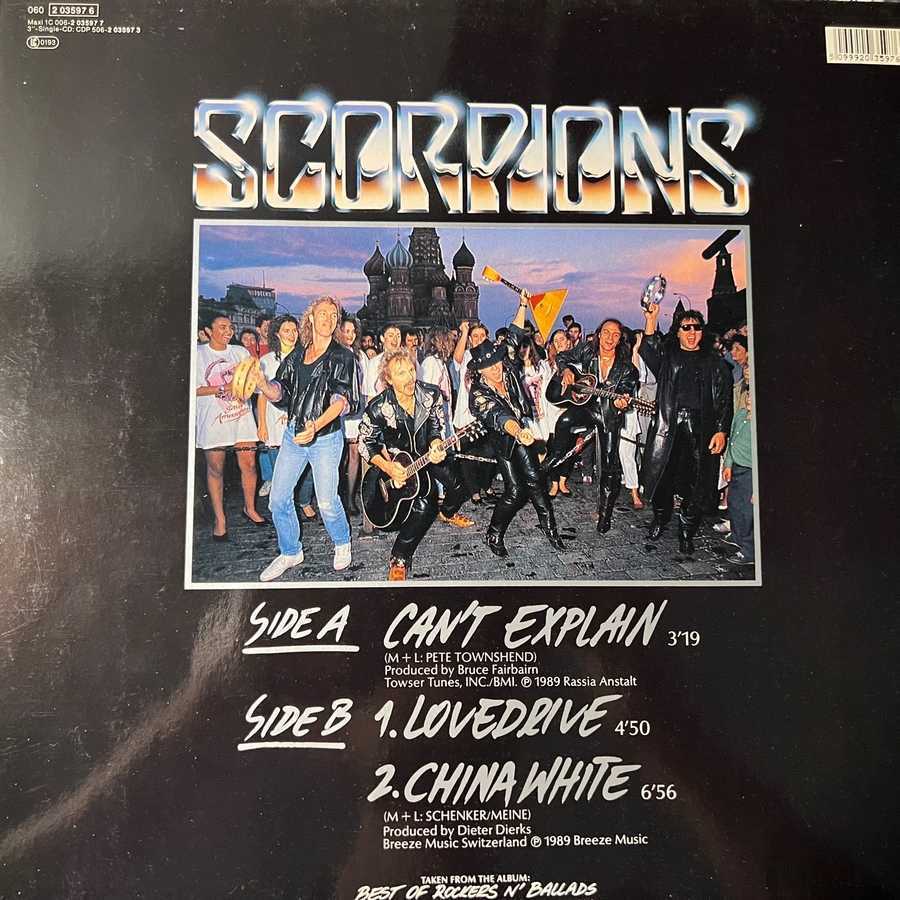 060 2 03597 6
Maxi 1C 006-2 03597 7
3"-Single-CD: CDP 506-2 03597 3
LC 0193
5 099920 35976
SCORPIONS
SIDE A CAN'T EXPLAIN 3'19
(M + L: PETE TOWNSHEND)
Produced by Bruce Fairbairn
Towser Tunes, INC./BMI. ℗ 1989 Rassia Anstalt
SIDE B 1. LOVEDRIVE 4'50
2. CHINA WHITE 6'56
(M + L: SCHENKER/MEINE)
Produced by Dieter Dierks
Breeze Music Switzerland ℗ 1989 Breeze Music
TAKEN FROM THE ALBUM:
BEST OF ROCKERS N' BALLADS